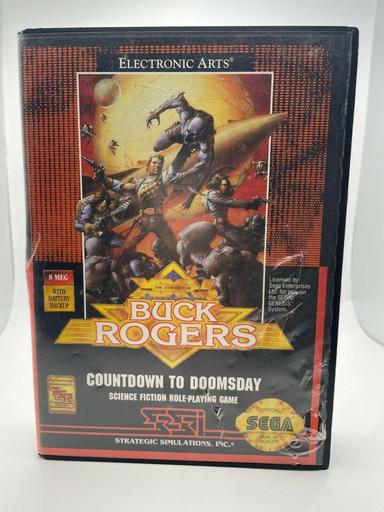 ELECTRONIC ARTS®
8 MEG
WITH
BATTERY
BACKUP
Licensed by
Sega Enterprises
Ltd. for play on
the SEGA
GENESIS
System.
THE 25TH CENTURY
BUCK
ROGERS
COUNTDOWN TO DOOMSDAY
SCIENCE FICTION ROLE-PLAYING GAME
SSI
STRATEGIC SIMULATIONS, INC.®
OFFICIAL
SEGA
SEAL OF
QUALITY